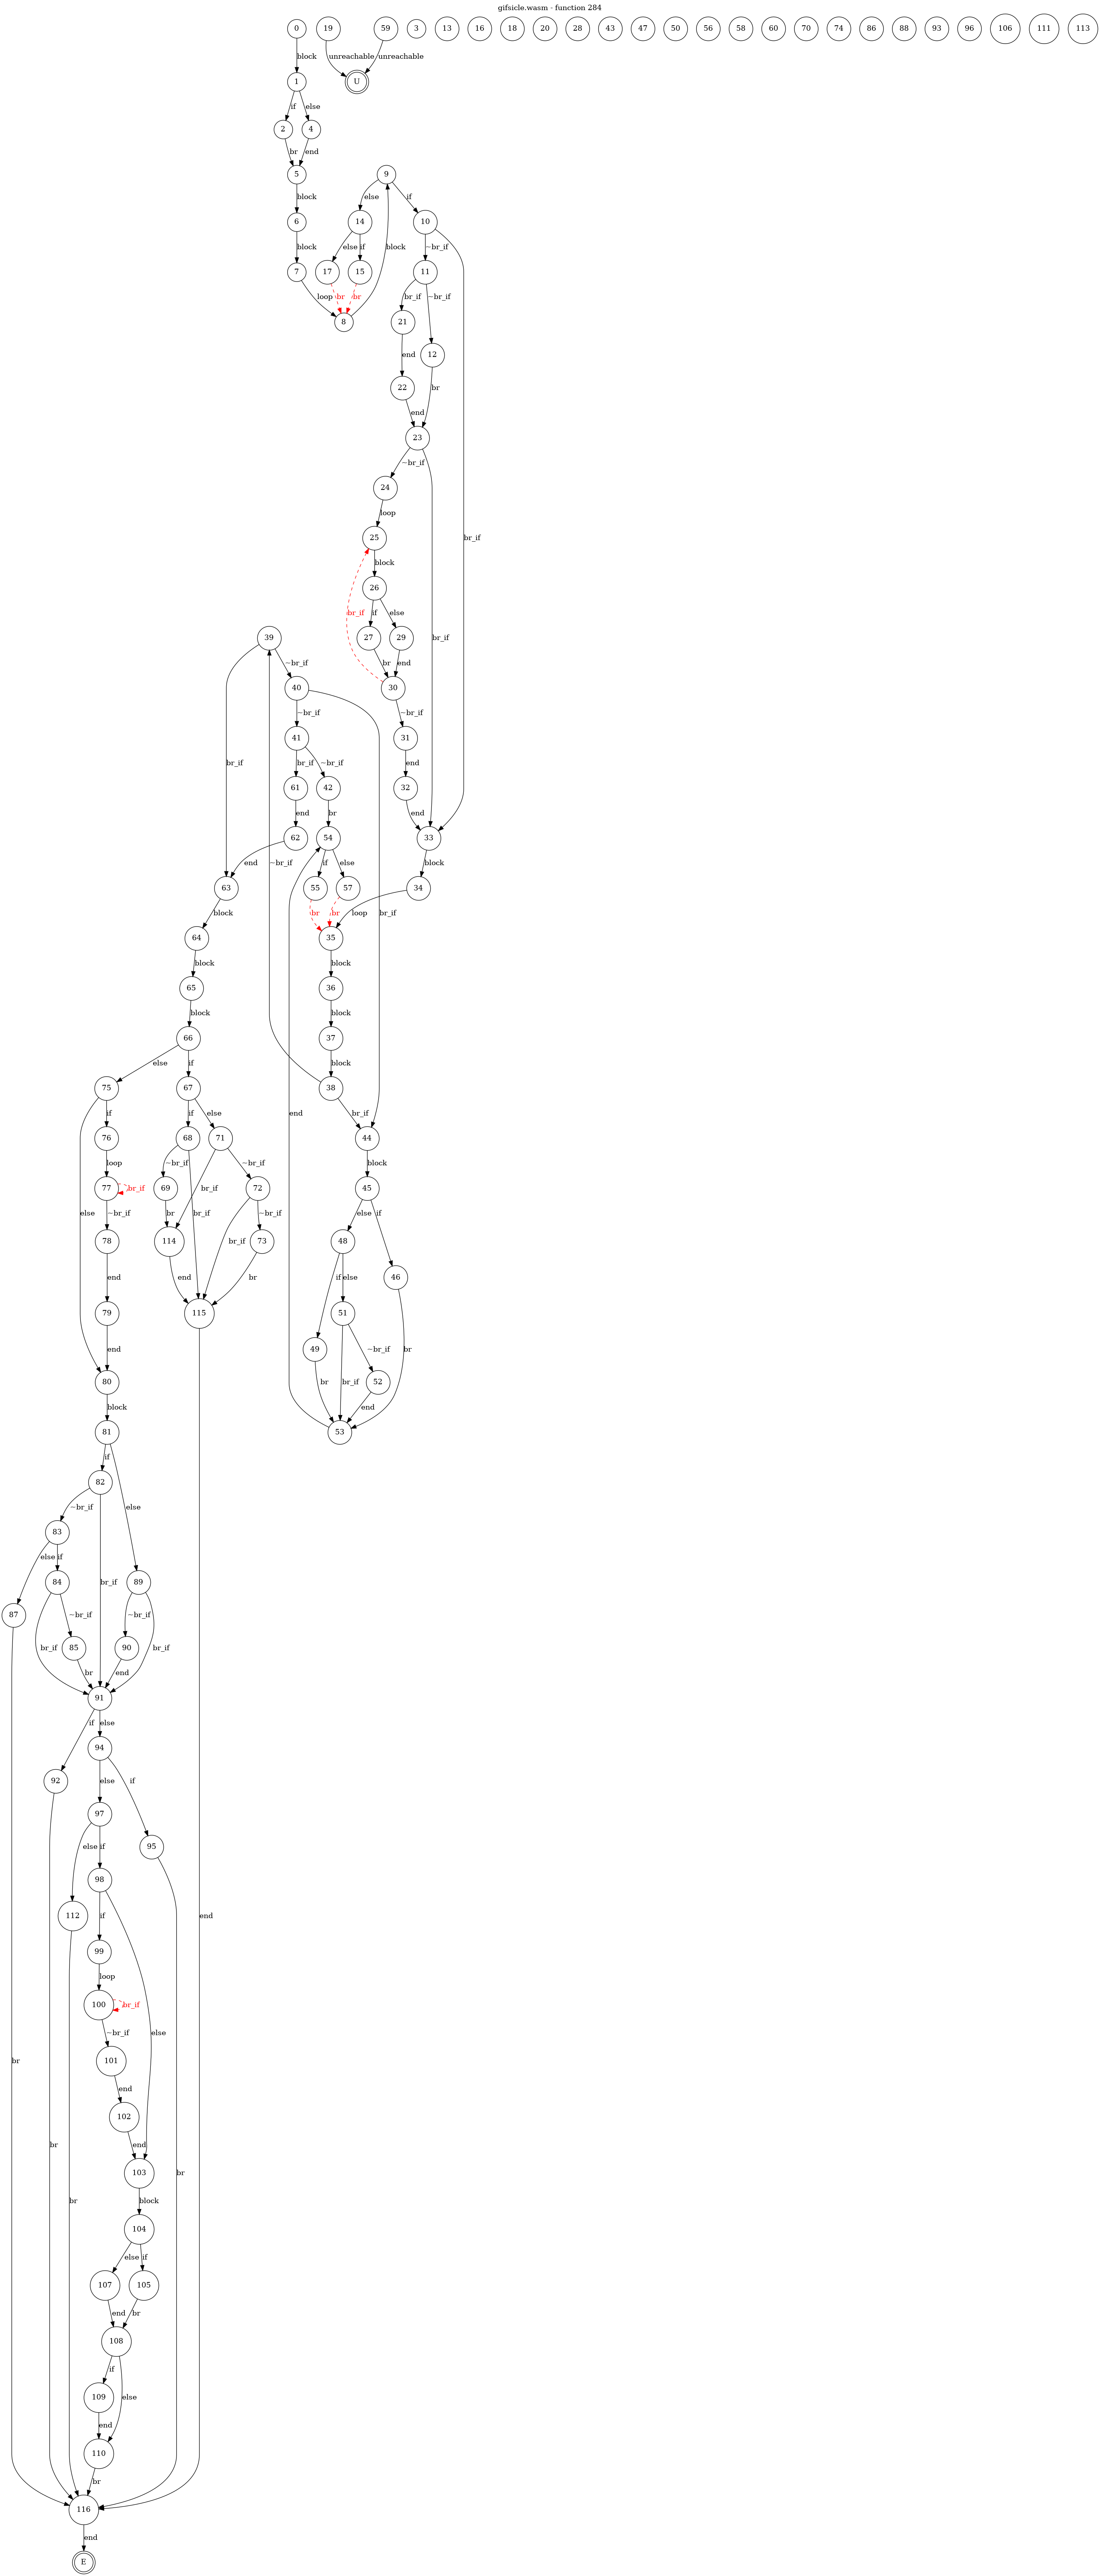 gifsicle.wasm - function 284
0 19 59 3 13 16 18 20 28 43 47 50 56 58 60 70 74 86 88 93 96 106 111 113
block unreachable unreachable
1 U
if else
2 4
br end
5 9
block else if
6 14 10
block else if block ~br_if
7 17 15 11
loop br br br_if ~br_if
8 21
12
end br
22
end
23
~br_if
24
loop
25 br_if
block
26
br_if if else
39 27 29 br_if
~br_if br end
40 30
~br_if ~br_if
41 31
br_if br_if ~br_if end
61 42 32
end br end
62 54 33
end ~br_if if else block
63 55 57 34
block br br loop br_if
64 35
block block
65 36
block block
66 37
else if block
75 67 38
if if else end br_if
76 68 71 44
loop ~br_if ~br_if block
77 br_if 69 br_if 72 45
else ~br_if br br_if br_if ~br_if else if
78 114 73 48
end end br if else 46
79 115 51
end br_if ~br_if br
49
80 br br_if 52
block end
81 53
if
82
~br_if else
83
else if
84 br_if 89
87 ~br_if ~br_if
br_if 85 90 br_if
br end
91
if else
94
92 else if
97
95
else if
98
112 if end
99
loop
100 br_if
~br_if else
br 101
end
102
end
br 103 br
br block
104
else if
107 105
end br
108
if
109 else
end
110
br
116
end
E